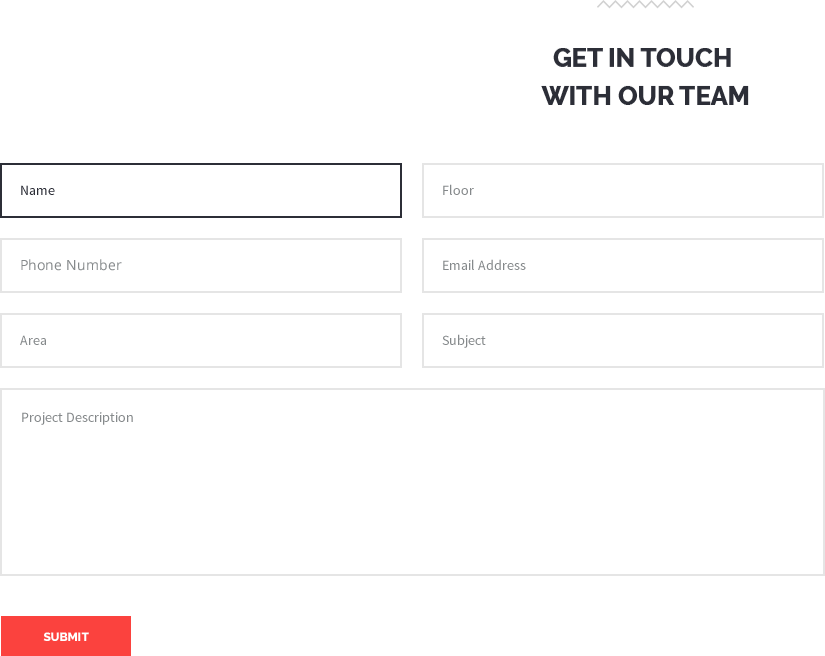 GET IN TOUCH
WITH OUR TEAM
Name
Floor
Phone Number
Email Address
Area
Subject
Project Description
SUBMIT